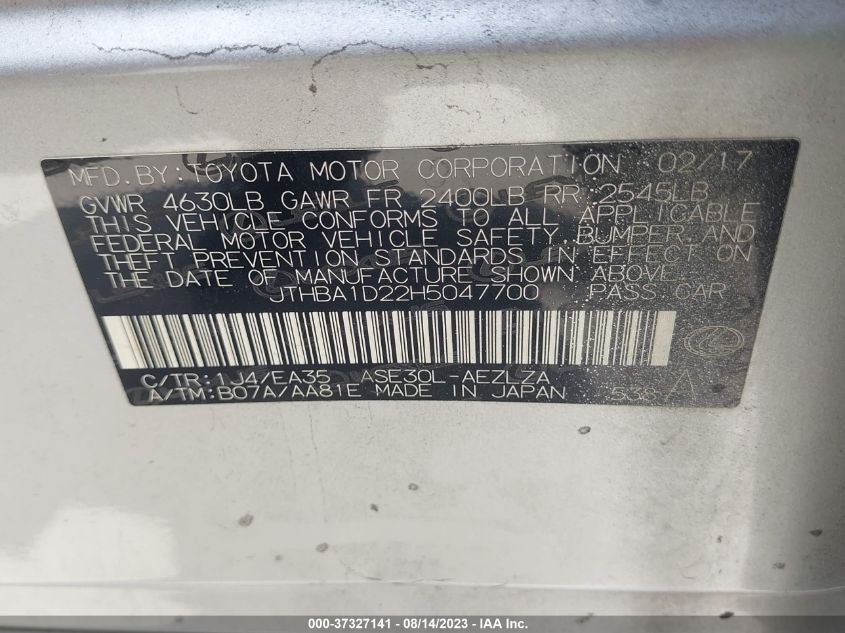 MFD.BY:TOYOTA MOTOR CORPORATION 02/17
GVWR 4630LB GAWR FR 2400LB RR 2545LB
THIS VEHICLE CONFORMS TO ALL APPLICABLE
FEDERAL MOTOR VEHICLE SAFETY,BUMPER,AND
THEFT PREVENTION STANDARDS IN EFFECT ON
THE DATE OF MANUFACTURE SHOWN ABOVE.
JTHBA1D22H5047700 PASS CAR
C/TR:1J4/EA35 ASE30L-AEZLZA
A/TM:B07A/AA81E MADE IN JAPAN
000-37327141 - 08/14/2023 - IAA Inc.